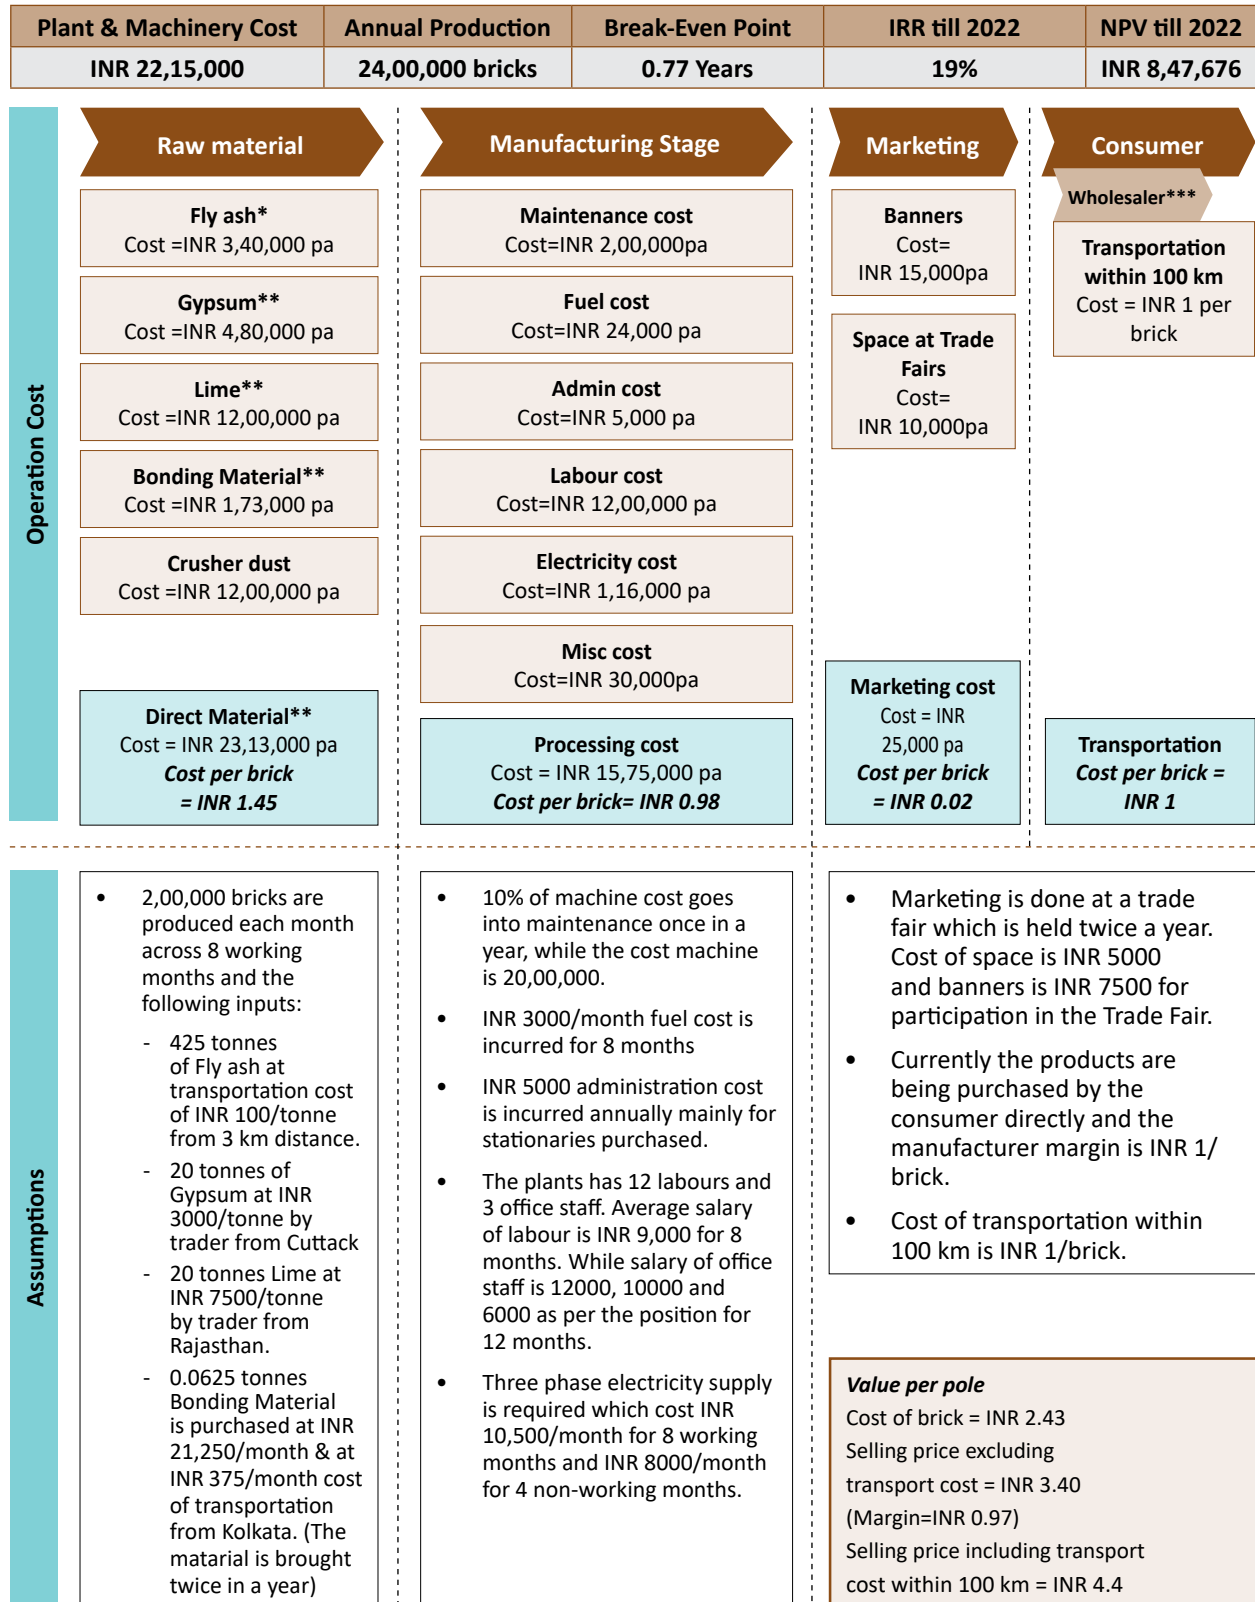 Plant & Machinery Cost
Annual Production
Break-Even Point
IRR till 2022
NPV till 2022
INR 22,15,000
24,00,000 bricks
0.77 Years
19%
INR 8,47,676
Operation Cost
Raw material
Fly ash*
Cost =INR 3,40,000 pa
Gypsum**
Cost =INR 4,80,000 pa
Lime**
Cost =INR 12,00,000 pa
Bonding Material**
Cost =INR 1,73,000 pa
Crusher dust
Cost =INR 12,00,000 pa
Direct Material**
Cost = INR 23,13,000 pa
Cost per brick
= INR 1.45
Manufacturing Stage
Maintenance cost
Cost=INR 2,00,000pa
Fuel cost
Cost=INR 24,000 pa
Admin cost
Cost=INR 5,000 pa
Labour cost
Cost=INR 12,00,000 pa
Electricity cost
Cost=INR 1,16,000 pa
Misc cost
Cost=INR 30,000pa
Processing cost
Cost = INR 15,75,000 pa
Cost per brick= INR 0.98
Marketing
Banners
Cost=
INR 15,000pa
Space at Trade
Fairs
Cost=
INR 10,000pa
Marketing cost
Cost = INR
25,000 pa
Cost per brick
= INR 0.02
Consumer
Wholesaler***
Transportation
within 100 km
Cost = INR 1 per
brick
Transportation
Cost per brick =
INR 1
Assumptions
• 2,00,000 bricks are
produced each month
across 8 working
months and the
following inputs:
- 425 tonnes
of Fly ash at
transportation cost
of INR 100/tonne
from 3 km distance.
- 20 tonnes of
Gypsum at INR
3000/tonne by
trader from Cuttack
- 20 tonnes Lime at
INR 7500/tonne
by trader from
Rajasthan.
- 0.0625 tonnes
Bonding Material
is purchased at INR
21,250/month & at
INR 375/month cost
of transportation
from Kolkata. (The
matarial is brought
twice in a year)
• 10% of machine cost goes
into maintenance once in a
year, while the cost machine
is 20,00,000.
• INR 3000/month fuel cost is
incurred for 8 months
• INR 5000 administration cost
is incurred annually mainly for
stationaries purchased.
• The plants has 12 labours and
3 office staff. Average salary
of labour is INR 9,000 for 8
months. While salary of office
staff is 12000, 10000 and
6000 as per the position for
12 months.
• Three phase electricity supply
is required which cost INR
10,500/month for 8 working
months and INR 8000/month
for 4 non-working months.
• Marketing is done at a trade
fair which is held twice a year.
Cost of space is INR 5000
and banners is INR 7500 for
participation in the Trade Fair.
• Currently the products are
being purchased by the
consumer directly and the
manufacturer margin is INR 1/
brick.
• Cost of transportation within
100 km is INR 1/brick.
Value per pole
Cost of brick = INR 2.43
Selling price excluding
transport cost = INR 3.40
(Margin=INR 0.97)
Selling price including transport
cost within 100 km = INR 4.4